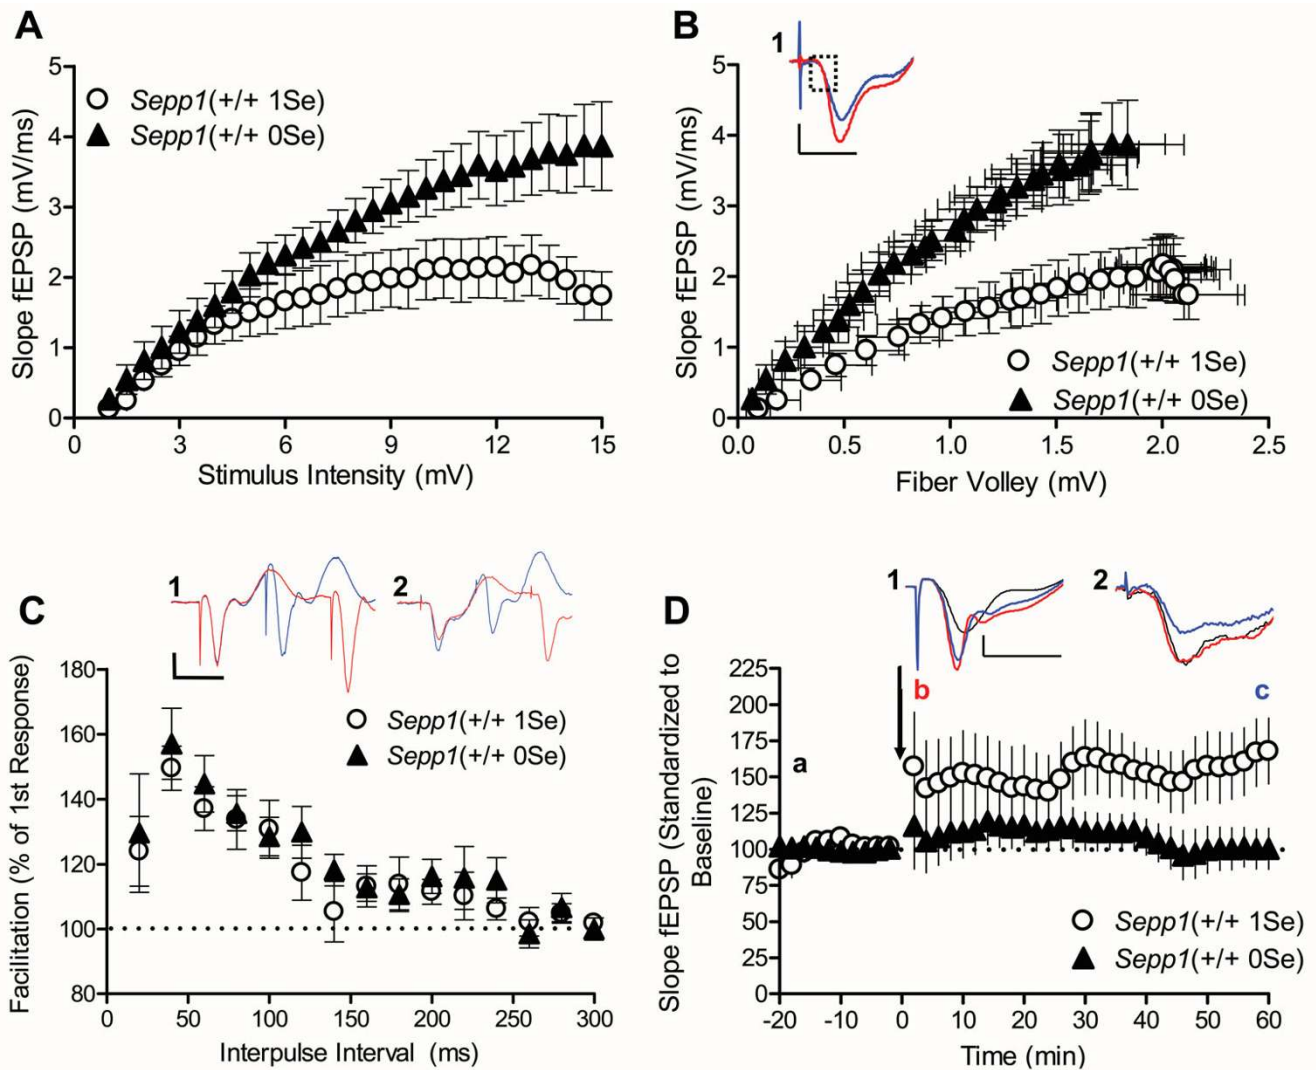 A
Slope fEPSP (mV/ms)
5
4
3
2
1
0
Sepp1(+/+ 1Se)
Sepp1(+/+ 0Se)
0 3 6 9 12 15
Stimulus Intensity (mV)
B
1
Slope fEPSP (mV/ms)
5
4
3
2
1
0
Sepp1(+/+ 1Se)
Sepp1(+/+ 0Se)
0.0 0.5 1.0 1.5 2.0 2.5
Fiber Volley (mV)
C
1
2
Facilitation (% of 1st Response)
180
160
140
120
100
80
Sepp1(+/+ 1Se)
Sepp1(+/+ 0Se)
0 50 100 150 200 250 300
Interpulse Interval (ms)
D
1
2
Slope fEPSP (Standardized to
Baseline)
225
200
175
150
125
100
75
50
25
0
a
b
c
Sepp1(+/+ 1Se)
Sepp1(+/+ 0Se)
-20 -10 0 10 20 30 40 50 60
Time (min)